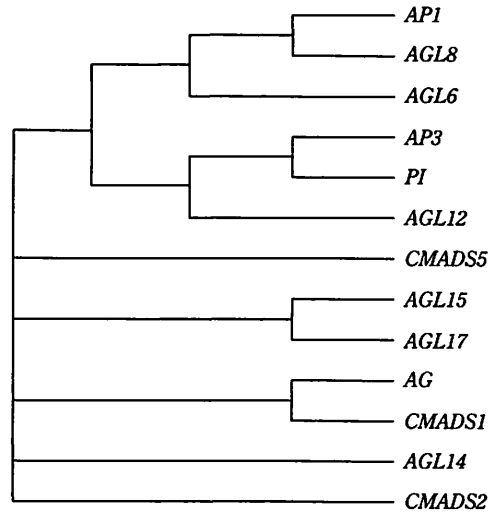 AP1
AGL8
AGL6
AP3
PI
AGL12
CMADS5
AGL15
AGL17
AG
CMADS1
AGL14
CMADS2